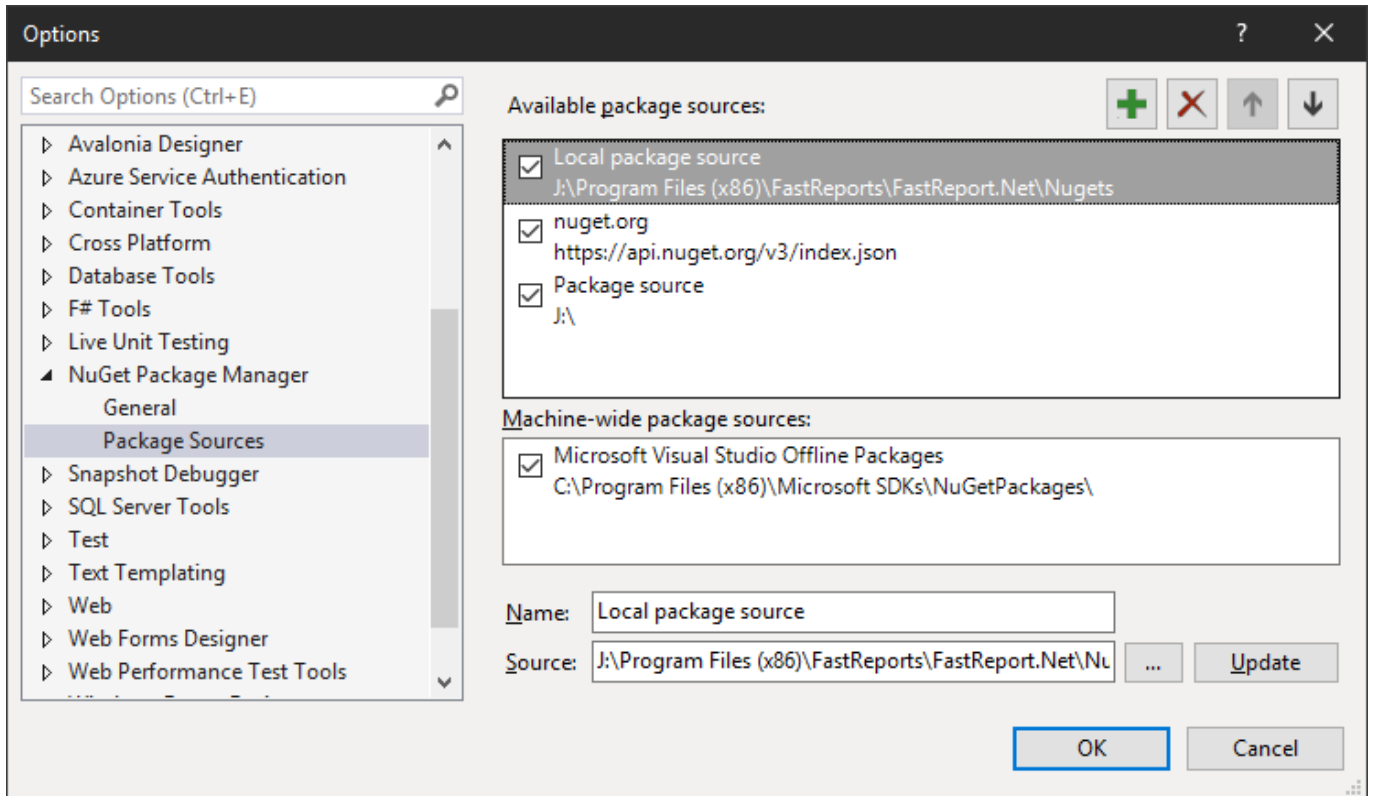 Options
?
Search Options (Ctrl+E)
Avalonia Designer
Azure Service Authentication
Container Tools
Cross Platform
Database Tools
F# Tools
Live Unit Testing
NuGet Package Manager
General
Package Sources
Snapshot Debugger
SQL Server Tools
Test
Text Templating
Web
Web Forms Designer
Web Performance Test Tools
Available package sources:
Local package source
J:\Program Files (x86)\FastReports\FastReport.Net\Nugets
nuget.org
https://api.nuget.org/v3/index.json
Package source
J:\
Machine-wide package sources:
Microsoft Visual Studio Offline Packages
C:\Program Files (x86)\Microsoft SDKs\NuGetPackages\
Name: Local package source
Source: J:\Program Files (x86)\FastReports\FastReport.Net\Nu ... Update
OK Cancel